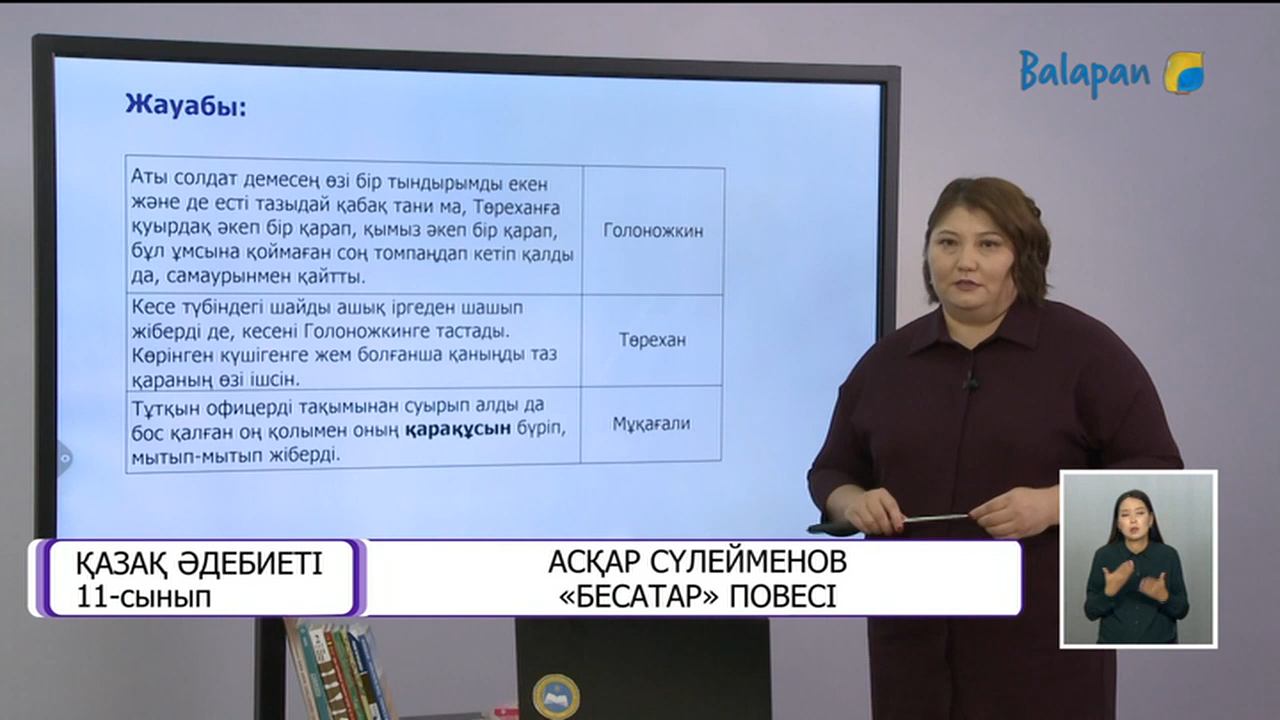 Balapan
Жауабы:
Аты солдат демесең өзі бір тындырымды екен
және де есті тазыдай қабақ тани ма, Төреханға
қуырдақ әкеп бір қарап, қымыз әкеп бір қарап,
бұл ұмсына қоймаған соң томпаңдап кетіп қалды
да, самаурынмен қайтты.
Голоножкин
Кесе түбіндегі шайды ашық іргеден шашып
жіберді де, кесені Голоножкинге тастады.
Көрінген күшігенге жем болғанша қаныңды таз
қараның өзі ішсін.
Төрехан
Тұтқын офицерді тақымынан суырып алды да
бос қалған оң қолымен оның қарақұсын бүріп,
мытып-мытып жіберді.
Мұқағали
ҚАЗАҚ ӘДЕБИЕТІ
11-сынып
АСҚАР СҮЛЕЙМЕНОВ
«БЕСАТАР» ПОВЕСІ